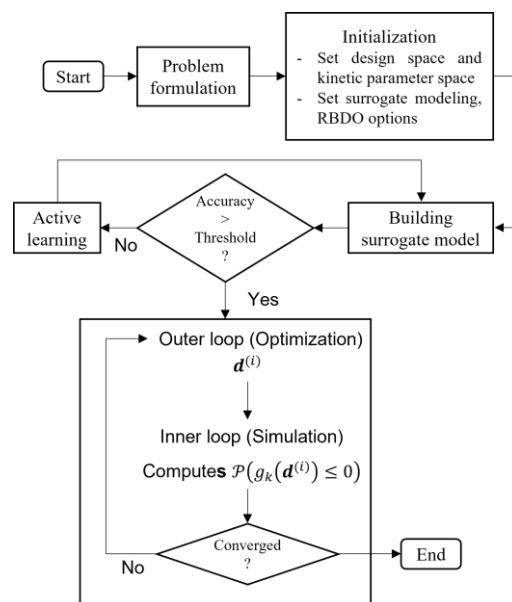 Start
Problem
formulation
Initialization
- Set design space and
kinetic parameter space
- Set surrogate modeling,
RBDO options
Active
learning
No
Accuracy
>
Threshold
?
Building
surrogate model
Yes
Outer loop (Optimization)
𝒅⁽ⁱ⁾
Inner loop (Simulation)
Computes 𝒫(gₖ(𝒅⁽ⁱ⁾) ≤ 0)
Converged
?
No
End